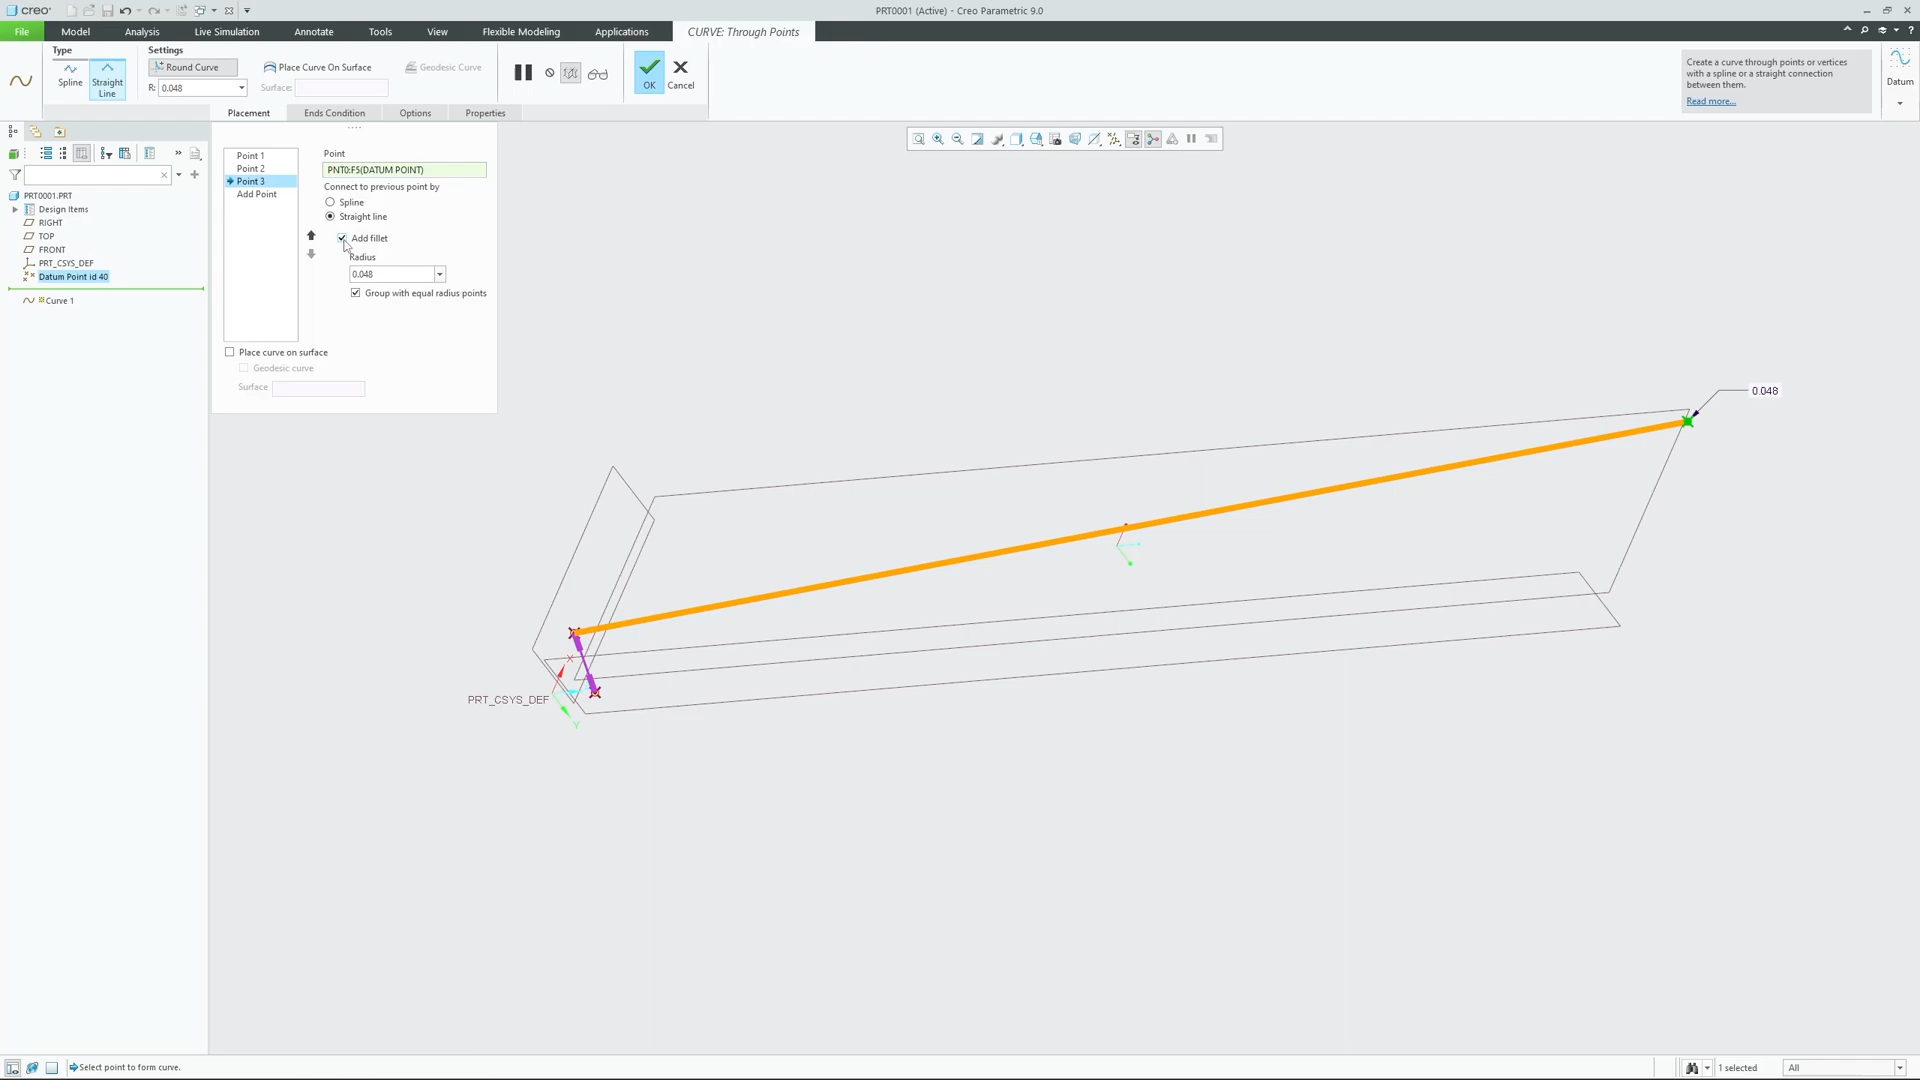 creo
PRT0001 (Active) - Creo Parametric 9.0
File Model Analysis Live Simulation Annotate Tools View Flexible Modeling Applications CURVE: Through Points
Type Settings
Round Curve Place Curve On Surface Geodesic Curve
Spline Straight Line
R: 0.048 Surface:
OK Cancel
Create a curve through points or vertices
with a spline or a straight connection
between them.
Read more...
Datum
Placement Ends Condition Options Properties
Point 1
Point 2
Point 3
Add Point
Point
PNT0:F5(DATUM POINT)
Connect to previous point by
Spline
Straight line
Add fillet
Radius
0.048
Group with equal radius points
Place curve on surface
Geodesic curve
Surface
PRT0001.PRT
Design Items
RIGHT
TOP
FRONT
PRT_CSYS_DEF
Datum Point id 40
Curve 1
0.048
X
PRT_CSYS_DEF
Y
Select point to form curve.
1 selected
All